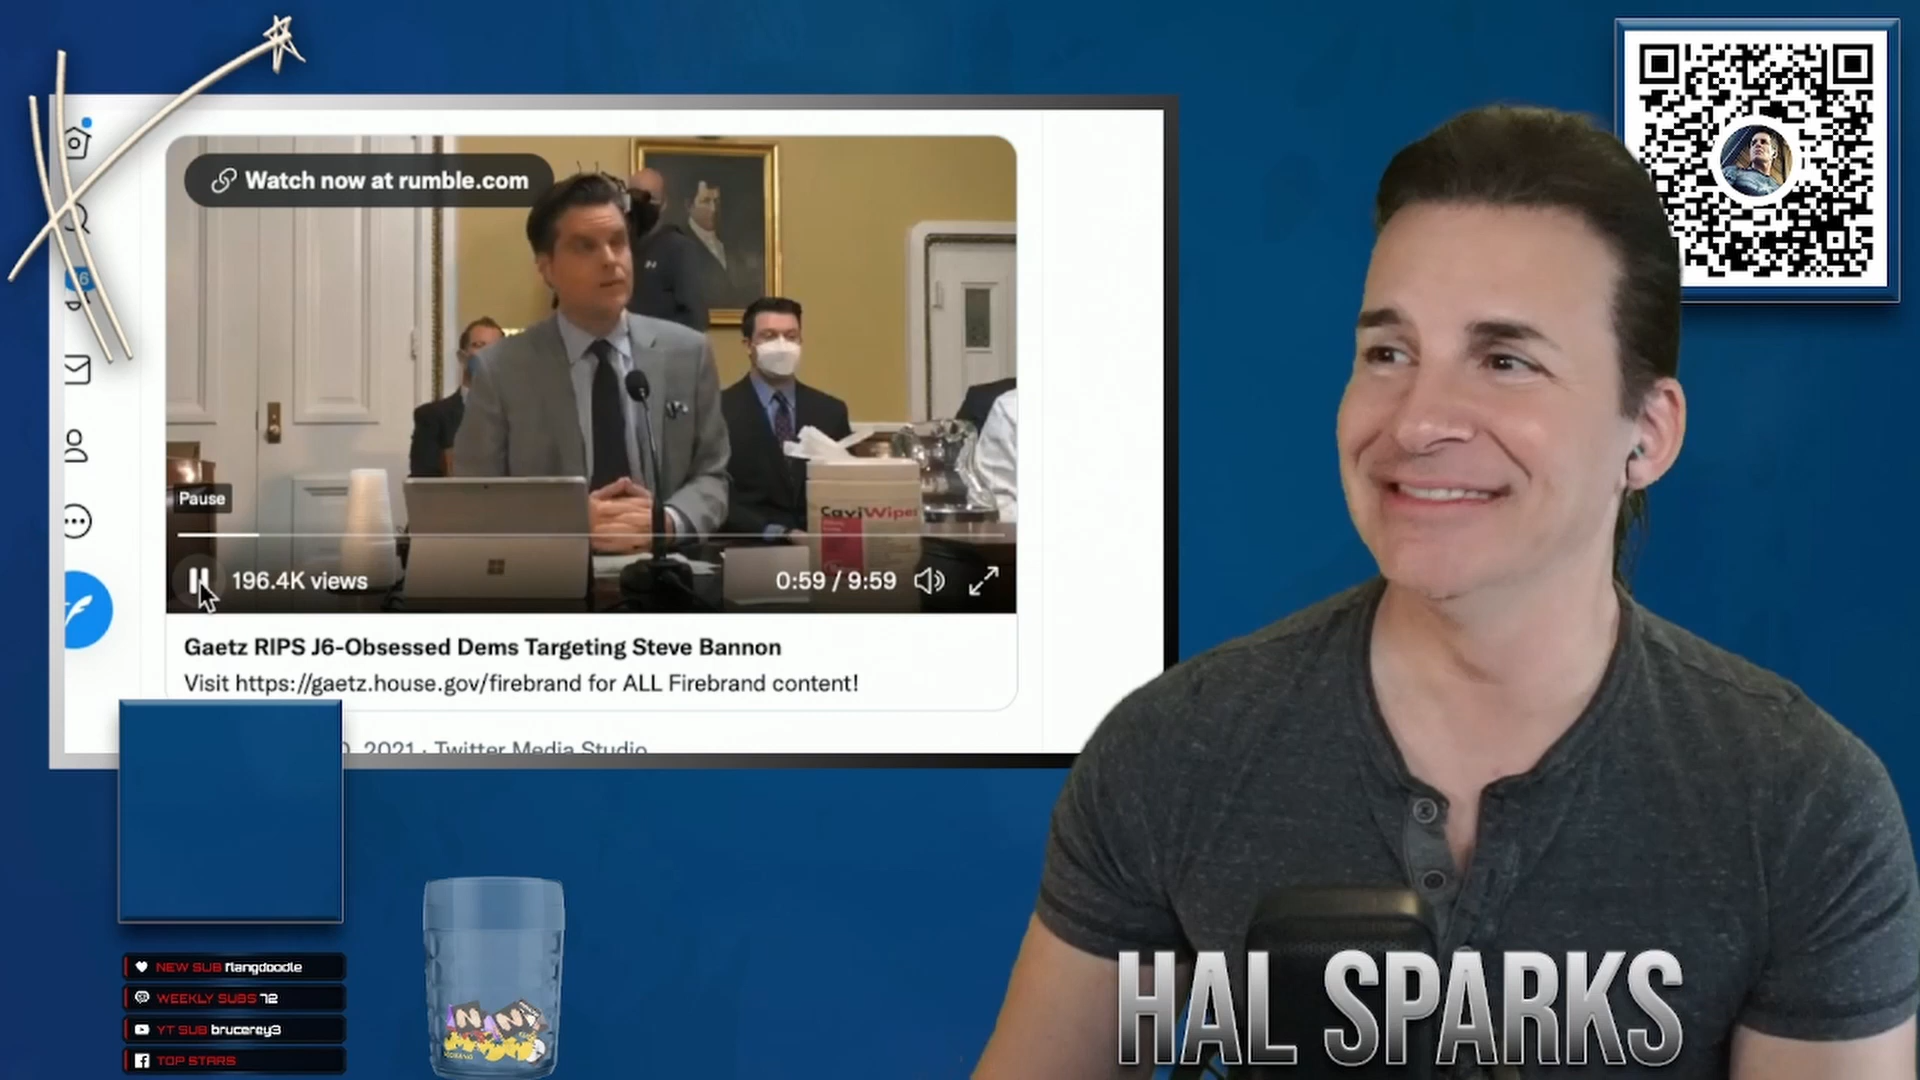 Watch now at rumble.com
Pause
CaviWipes
196.4K views
0:59 / 9:59
Gaetz RIPS J6-Obsessed Dems Targeting Steve Bannon
Visit https://gaetz.house.gov/firebrand for ALL Firebrand content!
, 2021 · Twitter Media Studio
NEW SUB flangdoodle
WEEKLY SUBS 72
YT SUB brucerey3
TOP STARS
HAL SPARKS